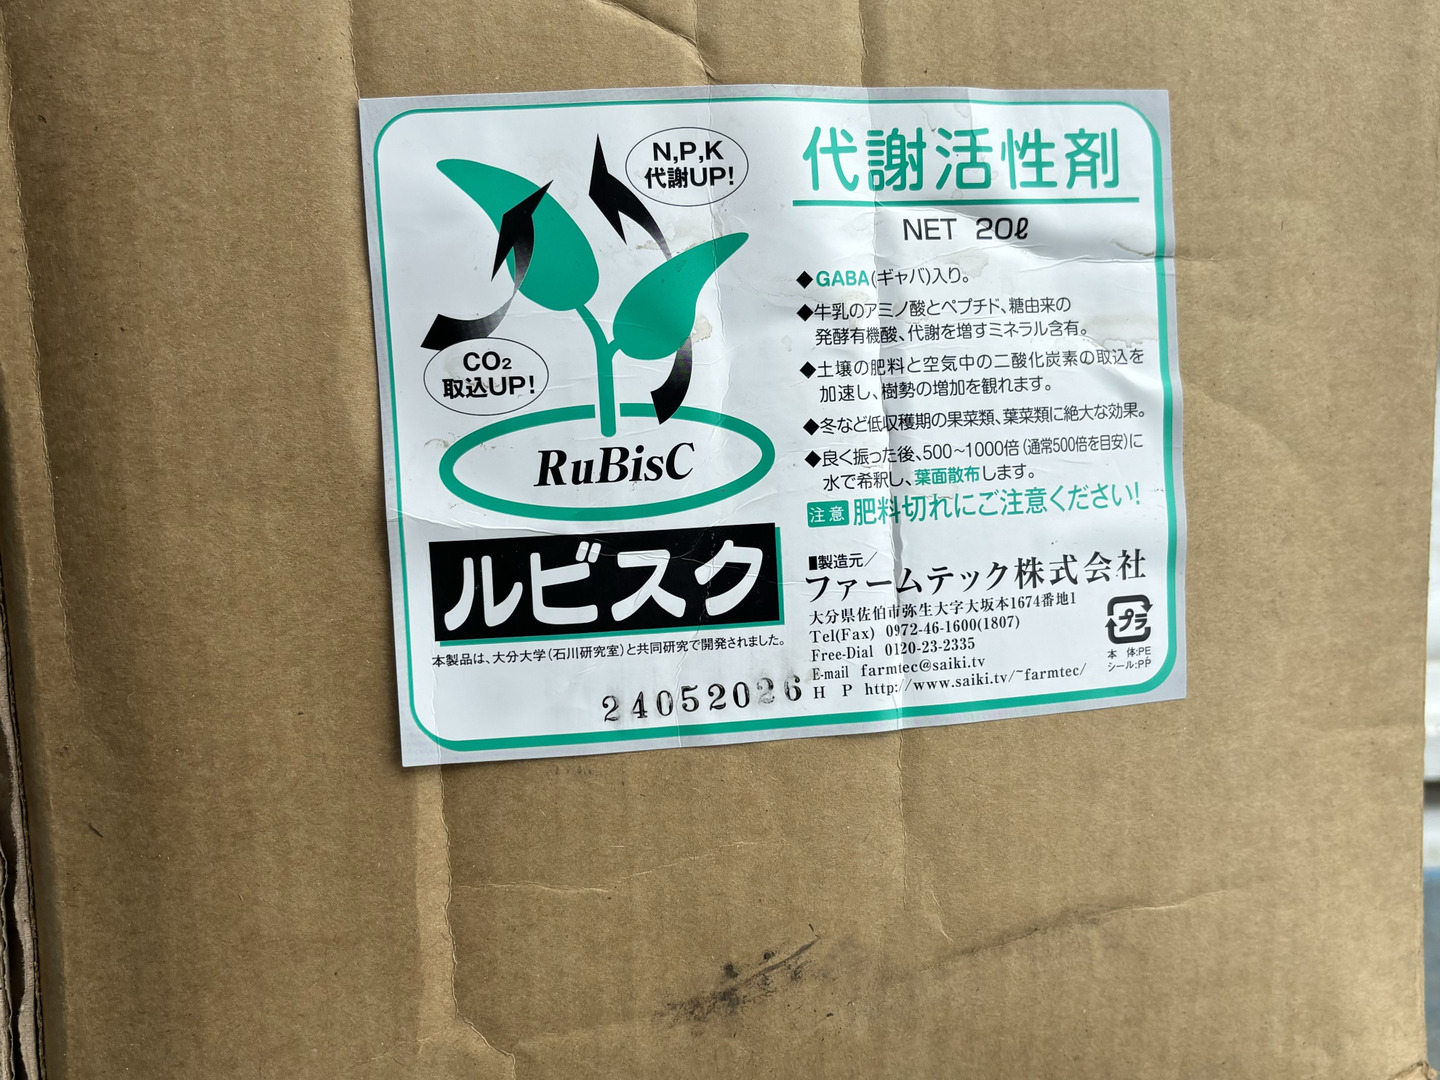 N,P,K
代謝UP!
CO₂
取込UP!
RuBisC
ルビスク
本製品は、大分大学(石川研究室)と共同研究で開発されました。
24052026
代謝活性剤
NET 20ℓ
◆GABA(ギャバ)入り。
◆牛乳のアミノ酸とペプチド、糖由来の
発酵有機酸、代謝を増すミネラル含有。
◆土壌の肥料と空気中の二酸化炭素の取込を
加速し、樹勢の増加を観れます。
◆冬など低収穫期の果菜類、葉菜類に絶大な効果。
◆良く振った後、500~1000倍(通常500倍を目安)に
水で希釈し、葉面散布します。
注意 肥料切れにご注意ください!
■製造元/
ファームテック株式会社
大分県佐伯市弥生大字大坂本1674番地1
Tel(Fax) 0972-46-1600(1807)
Free-Dial 0120-23-2335
E-mail farmtec@saiki.tv
H P http://www.saiki.tv/~farmtec/
プラ
本 体:PE
シール:PP